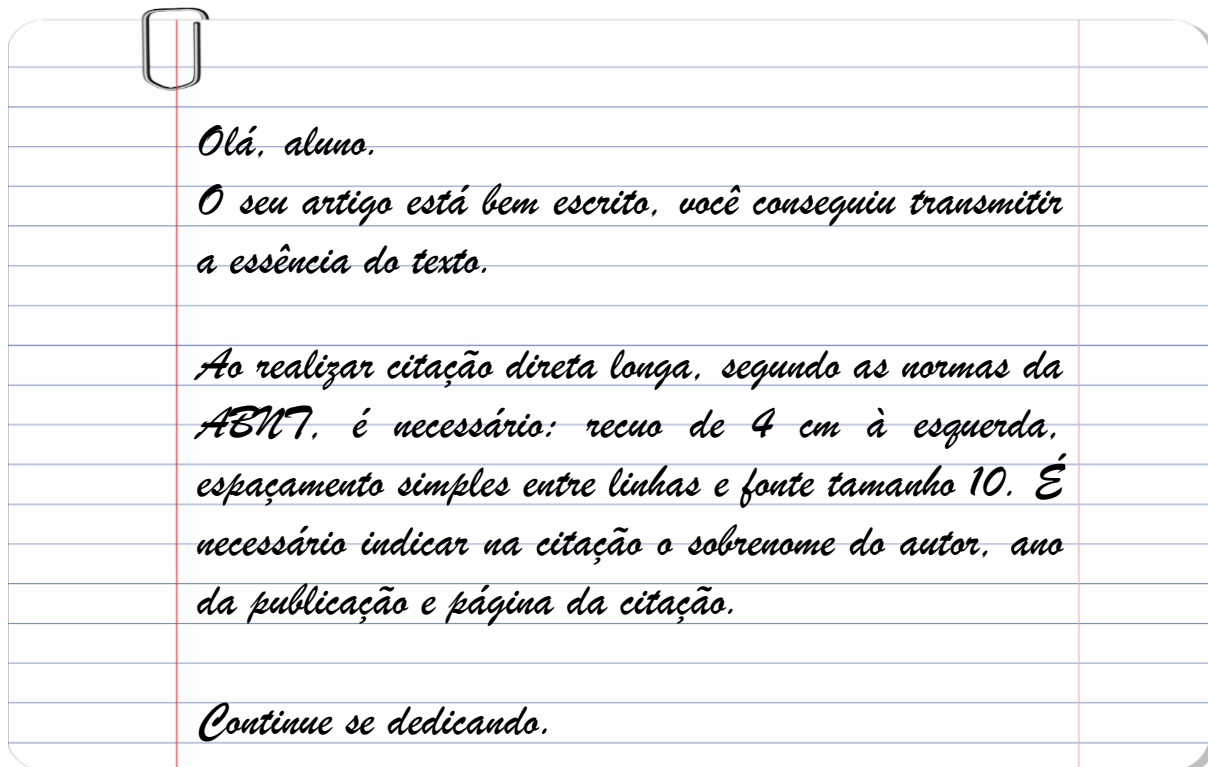 Olá, aluno.
O seu artigo está bem escrito, você conseguiu transmitir
a essência do texto.
Ao realizar citação direta longa, segundo as normas da
ABNT, é necessário: recuo de 4 cm à esquerda,
espaçamento simples entre linhas e fonte tamanho 10. É
necessário indicar na citação o sobrenome do autor, ano
da publicação e página da citação.
Continue se dedicando.